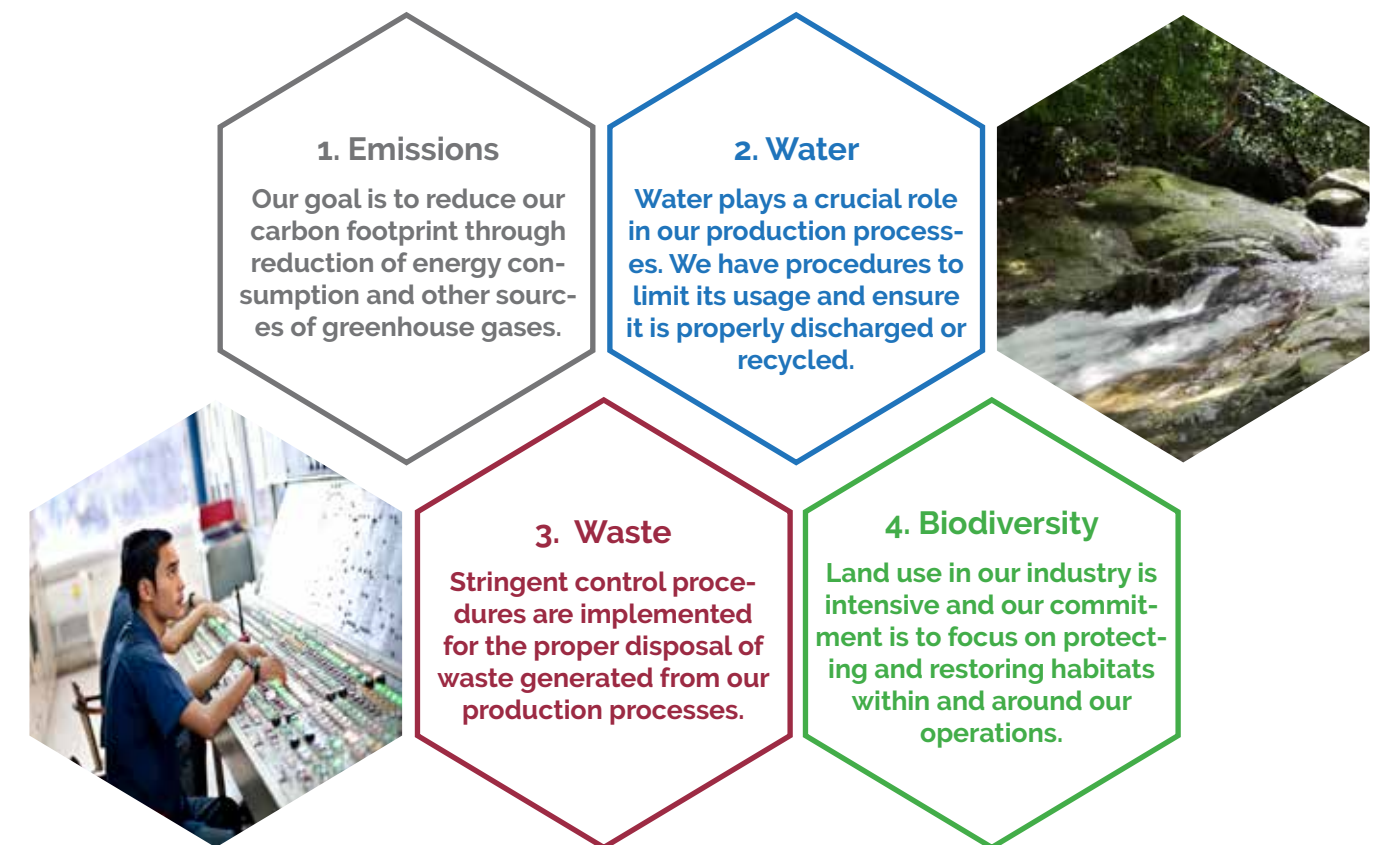 1. Emissions
Our goal is to reduce our
carbon footprint through
reduction of energy con-
sumption and other sourc-
es of greenhouse gases.
2. Water
Water plays a crucial role
in our production process-
es. We have procedures to
limit its usage and ensure
it is properly discharged or
recycled.
3. Waste
Stringent control proce-
dures are implemented
for the proper disposal of
waste generated from our
production processes.
4. Biodiversity
Land use in our industry is
intensive and our commit-
ment is to focus on protect-
ing and restoring habitats
within and around our
operations.